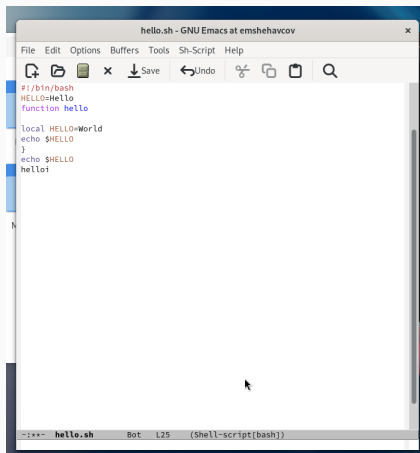 hello.sh - GNU Emacs at emshehavcov ×
File Edit Options Buffers Tools Sh-Script Help
Save Undo
#!/bin/bash
HELLO=Hello
function hello
local HELLO=World
echo $HELLO
}
echo $HELLO
helloi
-:**- hello.sh Bot L25 (Shell-script[bash])